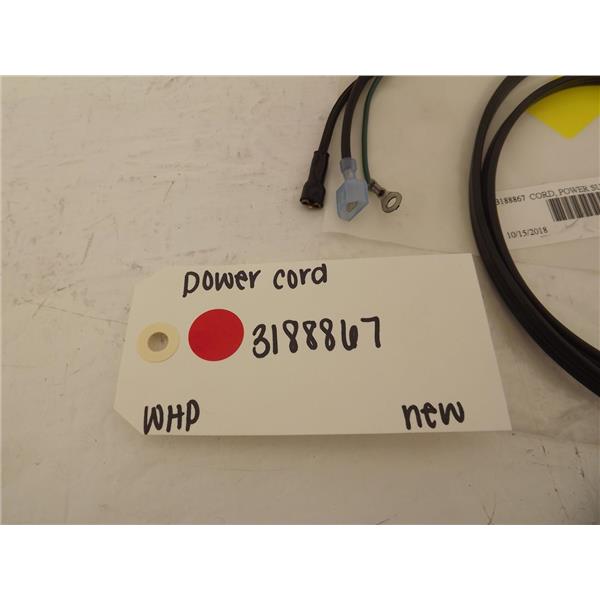 3188867 CORD, POWER SU
10/15/2018
power cord
3188867
WHP
new